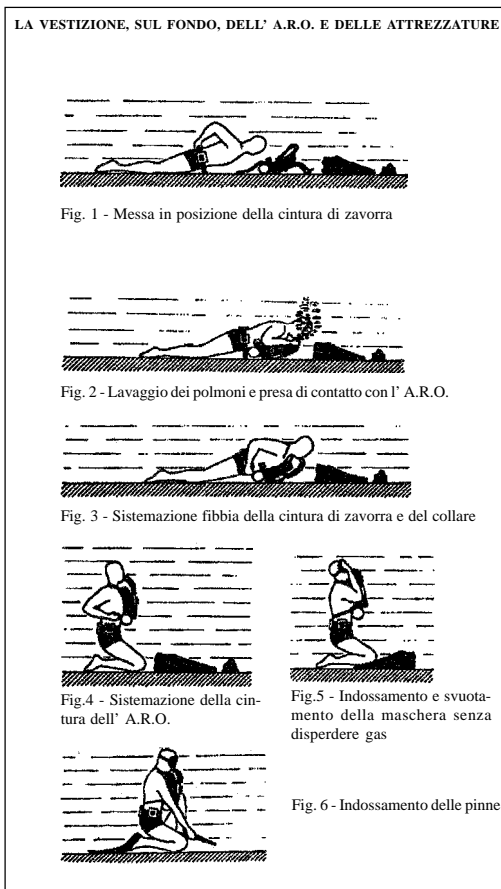 LA VESTIZIONE, SUL FONDO, DELL' A.R.O. E DELLE ATTREZZATURE
Fig. 1 - Messa in posizione della cintura di zavorra
Fig. 2 - Lavaggio dei polmoni e presa di contatto con l' A.R.O.
Fig. 3 - Sistemazione fibbia della cintura di zavorra e del collare
Fig.4 - Sistemazione della cin-
tura dell' A.R.O.
Fig.5 - Indossamento e svuota-
mento della maschera senza
disperdere gas
Fig. 6 - Indossamento delle pinne